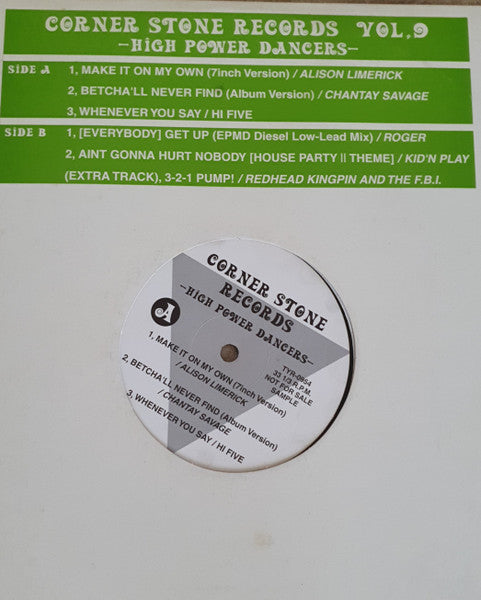 CORNER STONE RECORDS VOL.9
-HiGH POWER DANCERS-
SiDE A
1, MAKE IT ON MY OWN (7inch Version) / ALISON LIMERICK
2, BETCHA'LL NEVER FIND (Album Version) / CHANTAY SAVAGE
3, WHENEVER YOU SAY / HI FIVE
SiDE B
1, [EVERYBODY] GET UP (EPMD Diesel Low-Lead Mix) / ROGER
2, AINT GONNA HURT NOBODY [HOUSE PARTY II THEME] / KID'N PLAY
(EXTRA TRACK), 3-2-1 PUMP! / REDHEAD KINGPIN AND THE F.B.I.
CORNER STONE
RECORDS
-HiGH POWER DANCERS-
A
TYR-0954
33 1/3 R.P.M.
NOT FOR SALE
SAMPLE
1, MAKE IT ON MY OWN (7inch Version)
/ ALISON LIMERICK
2, BETCHA'LL NEVER FIND (Album Version)
/ CHANTAY SAVAGE
3, WHENEVER YOU SAY / HI FIVE